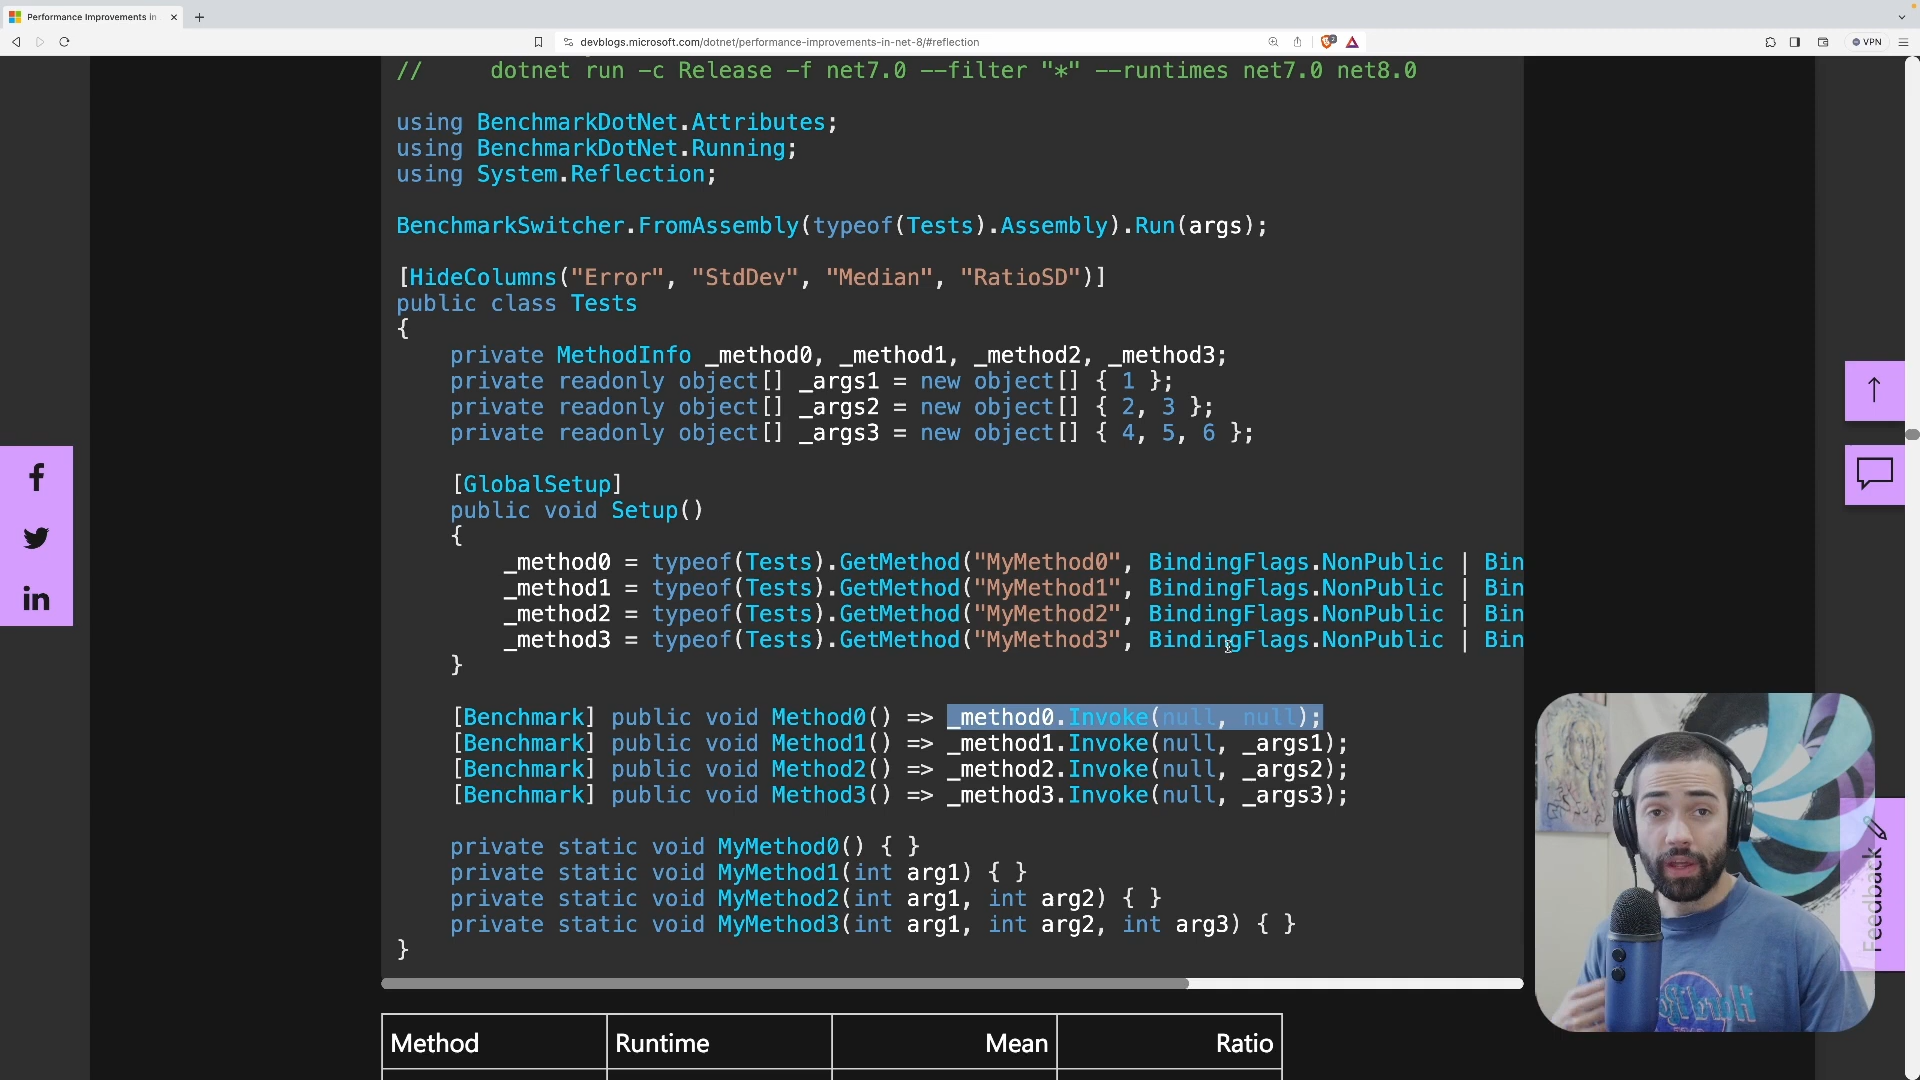 Performance Improvements in
devblogs.microsoft.com/dotnet/performance-improvements-in-net-8/#reflection
VPN
//     dotnet run -c Release -f net7.0 --filter "*" --runtimes net7.0 net8.0
using BenchmarkDotNet.Attributes;
using BenchmarkDotNet.Running;
using System.Reflection;
BenchmarkSwitcher.FromAssembly(typeof(Tests).Assembly).Run(args);
[HideColumns("Error", "StdDev", "Median", "RatioSD")]
public class Tests
{
    private MethodInfo _method0, _method1, _method2, _method3;
    private readonly object[] _args1 = new object[] { 1 };
    private readonly object[] _args2 = new object[] { 2, 3 };
    private readonly object[] _args3 = new object[] { 4, 5, 6 };
    [GlobalSetup]
    public void Setup()
    {
        _method0 = typeof(Tests).GetMethod("MyMethod0", BindingFlags.NonPublic | Bin
        _method1 = typeof(Tests).GetMethod("MyMethod1", BindingFlags.NonPublic | Bin
        _method2 = typeof(Tests).GetMethod("MyMethod2", BindingFlags.NonPublic | Bin
        _method3 = typeof(Tests).GetMethod("MyMethod3", BindingFlags.NonPublic | Bin
    }
    [Benchmark] public void Method0() => _method0.Invoke(null, null);
    [Benchmark] public void Method1() => _method1.Invoke(null, _args1);
    [Benchmark] public void Method2() => _method2.Invoke(null, _args2);
    [Benchmark] public void Method3() => _method3.Invoke(null, _args3);
    private static void MyMethod0() { }
    private static void MyMethod1(int arg1) { }
    private static void MyMethod2(int arg1, int arg2) { }
    private static void MyMethod3(int arg1, int arg2, int arg3) { }
}
Method Runtime Mean Ratio
Feedback